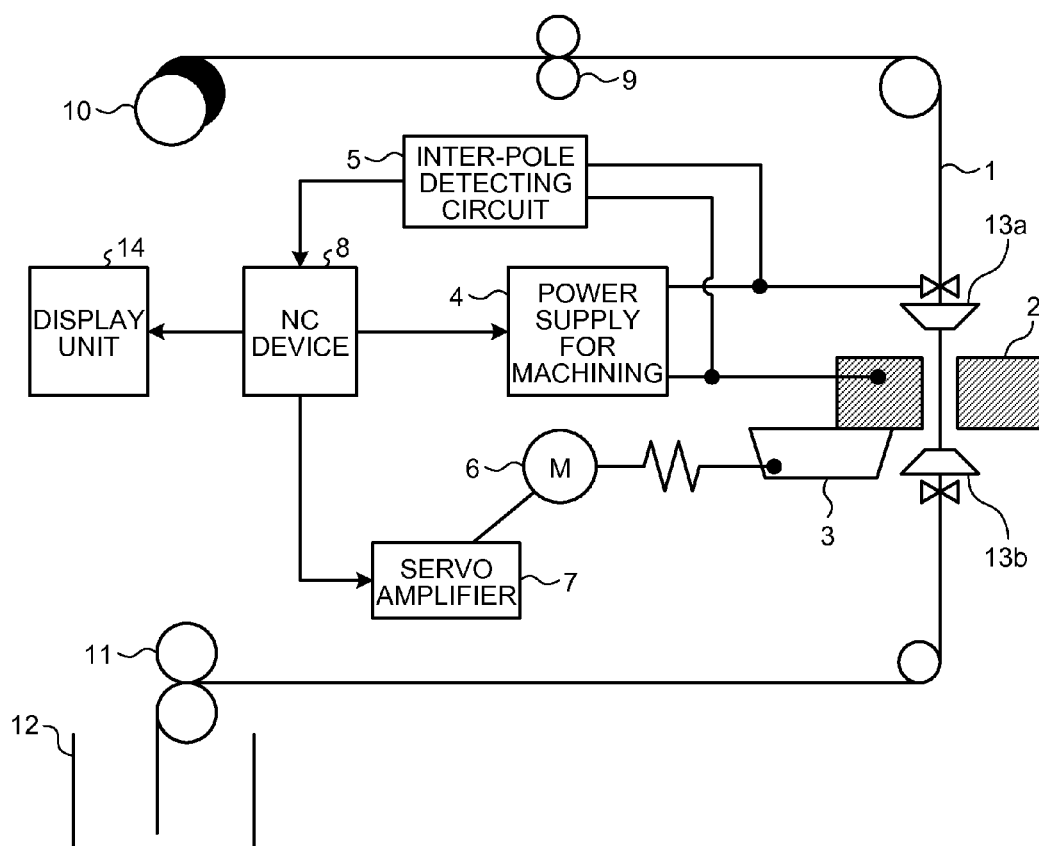 10
9
5
INTER-POLE
DETECTING
CIRCUIT
1
13a
14
8
4
2
DISPLAY
UNIT
NC
DEVICE
POWER
SUPPLY
FOR
MACHINING
6
M
3
13b
SERVO
AMPLIFIER
7
11
12